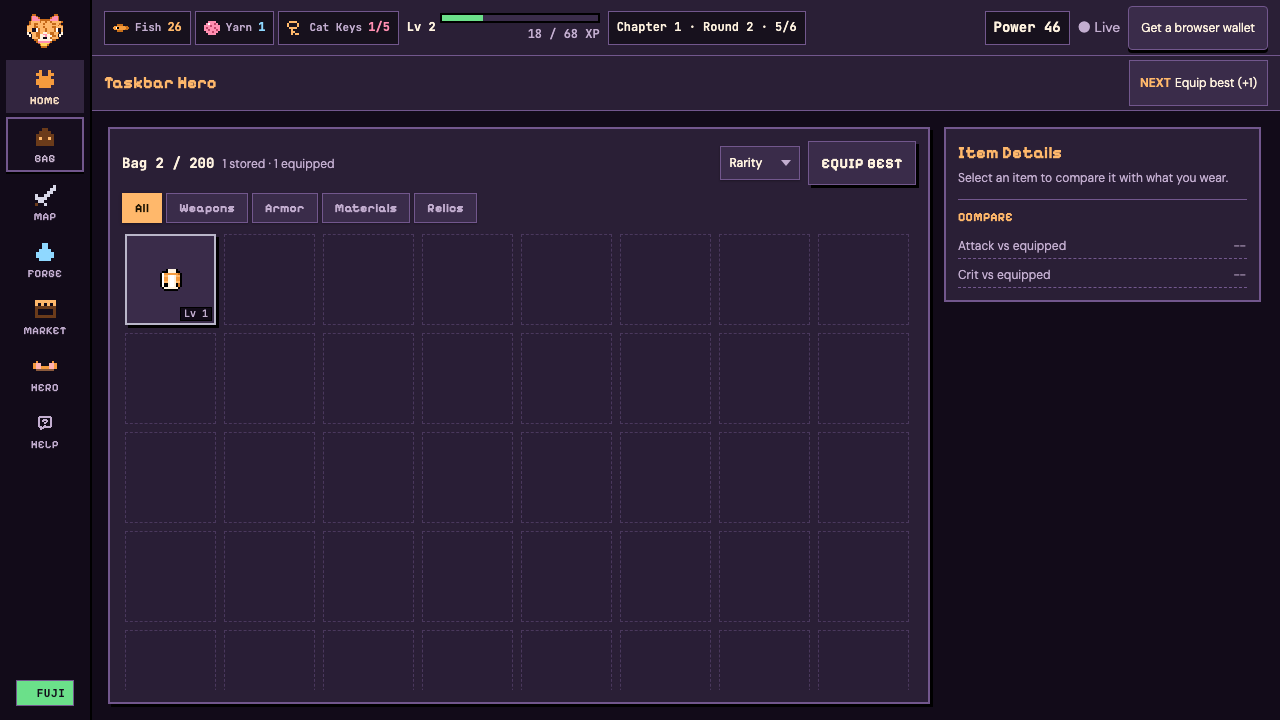 Fish 26
Yarn 1
Cat Keys 1/5
Lv 2
18 / 68 XP
Chapter 1 · Round 2 · 5/6
Power 46
Live
Get a browser wallet
HOME
BAG
MAP
FORGE
MARKET
HERO
HELP
FUJI
Taskbar Hero
NEXT Equip best (+1)
Bag 2 / 200 1 stored · 1 equipped
Rarity
EQUIP BEST
All
Weapons
Armor
Materials
Relics
Lv 1
Item Details
Select an item to compare it with what you wear.
COMPARE
Attack vs equipped —
Crit vs equipped —